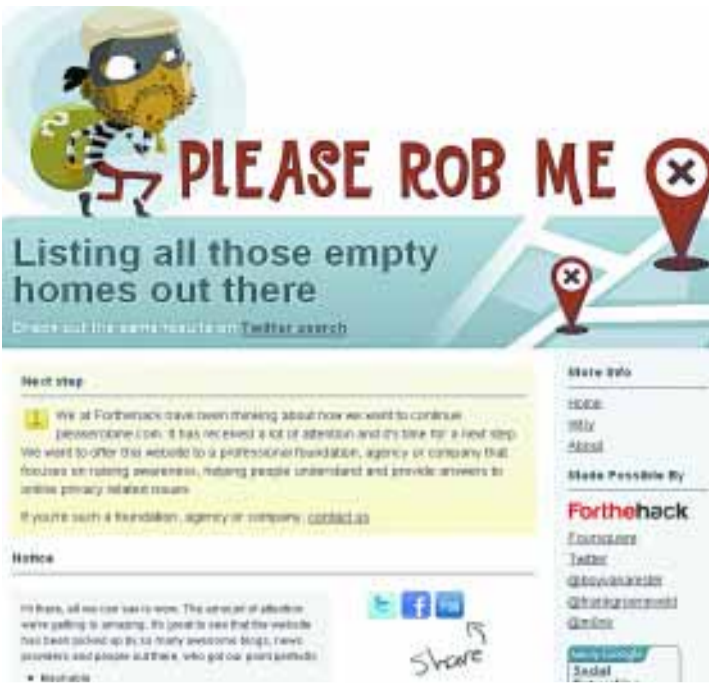 PLEASE ROB ME
Listing all those empty
homes out there
Check out the same results on Twitter search
Next step
We at Forthehack have been thinking about how we want to continue
pleaserobme.com. It has received a lot of attention and it's time for a next step.
We want to offer this website to a professional foundation, agency or company that
focuses on raising awareness, helping people understand and provide answers to
online privacy related issues.
If you're such a foundation, agency or company, contact us
Notice
Hi there, all we can say is wow. The amount of attention
we're getting is amazing. It's great to see that the website
has been picked up by so many awesome blogs, news
providers and people out there, who got our point perfectly.
Mashable
Share
More Info
Home
Why
About
Made Possible By
Forthehack
Foursquare
Twitter
Social